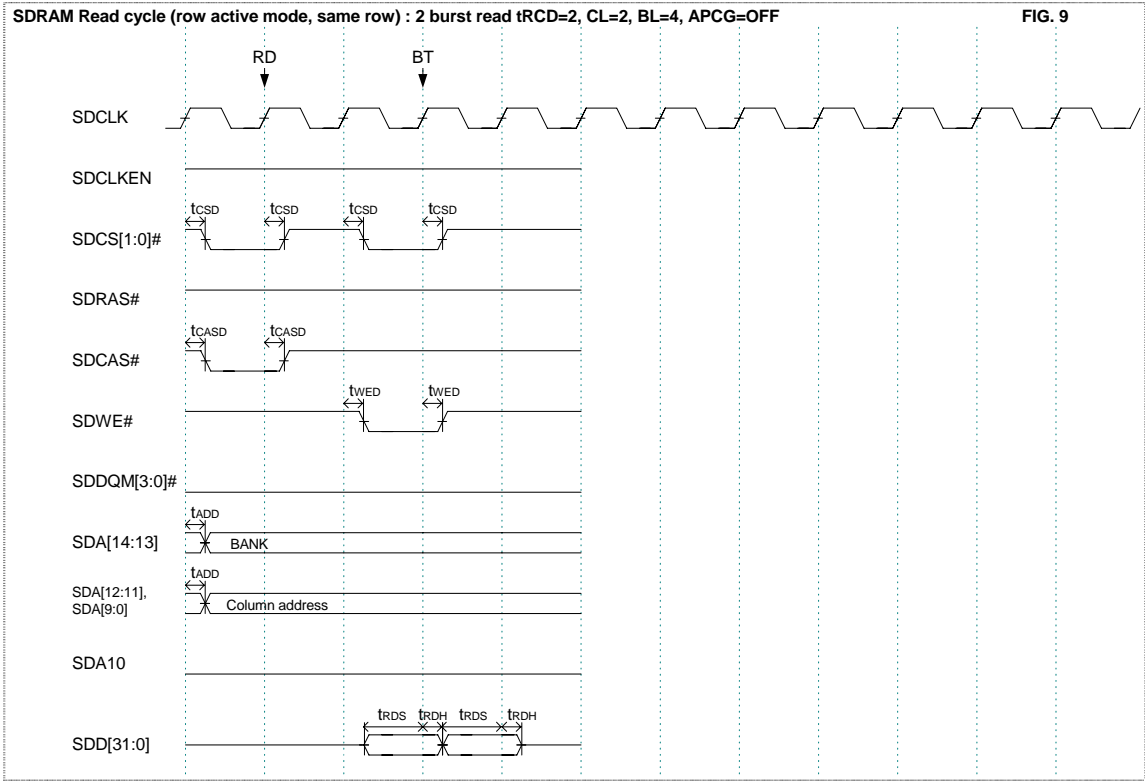 SDRAM Read cycle (row active mode, same row) : 2 burst read tRCD=2, CL=2, BL=4, APCG=OFF FIG. 9
RD BT
SDCLK
SDCLKEN
tCSD tCSD tCSD tCSD
SDCS[1:0]#
SDRAS#
tCASD tCASD
SDCAS#
tWED tWED
SDWE#
SDDQM[3:0]#
tADD
SDA[14:13] BANK
tADD
SDA[12:11],
SDA[9:0] Column address
SDA10
tRDS tRDH tRDS tRDH
SDD[31:0]